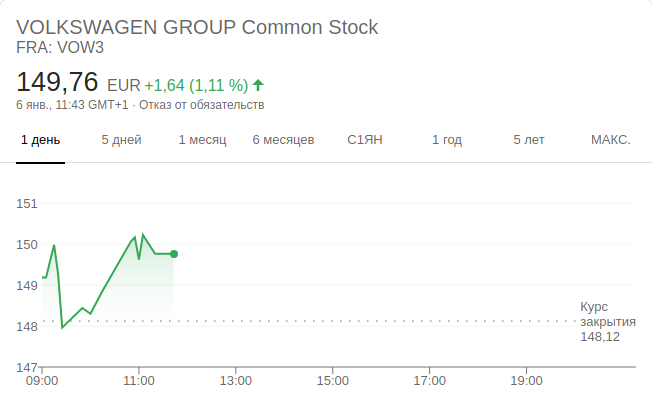 VOLKSWAGEN GROUP Common Stock
FRA: VOW3
149,76 EUR +1,64 (1,11 %)
6 янв., 11:43 GMT+1 · Отказ от обязательств
1 день 5 дней 1 месяц 6 месяцев С1ЯН 1 год 5 лет МАКС.
151
150
149
148
147
Курс
закрытия
148,12
09:00 11:00 13:00 15:00 17:00 19:00